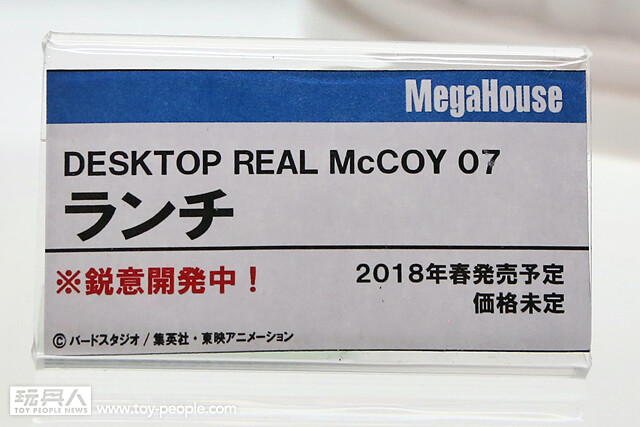 MegaHouse
DESKTOP REAL McCOY 07
ランチ
※鋭意開発中！
2018年春発売予定
価格未定
©バードスタジオ/集英社・東映アニメーション
玩具人
TOY PEOPLE NEWS
www.toy-people.com